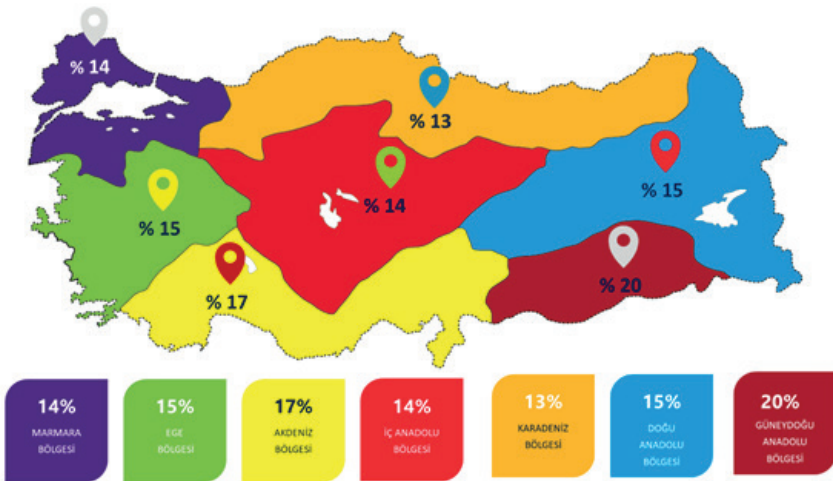 % 14
% 13
% 15
% 14
% 15
% 17
% 20
14%
MARMARA
BÖLGESİ
15%
EGE
BÖLGESİ
17%
AKDENİZ
BÖLGESİ
14%
İÇ ANADOLU
BÖLGESİ
13%
KARADENİZ
BÖLGESİ
15%
DOĞU
ANADOLU
BÖLGESİ
20%
GÜNEYDOĞU
ANADOLU
BÖLGESİ